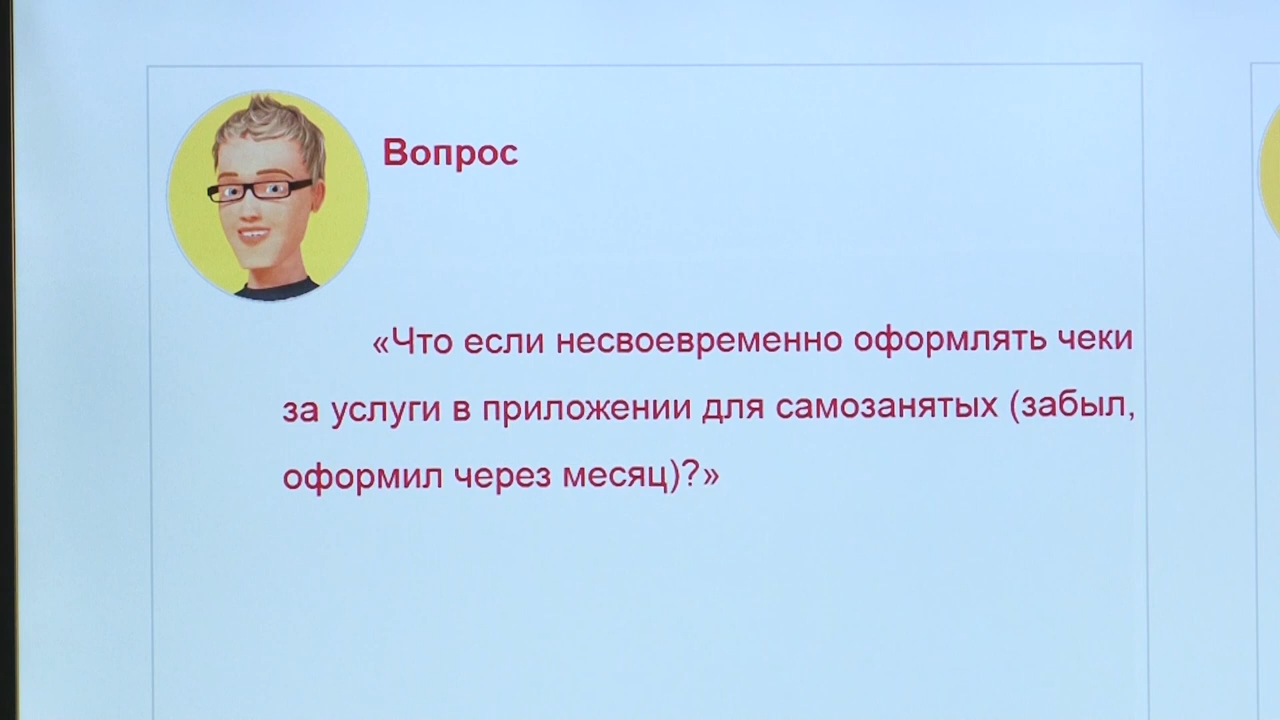 Вопрос
«Что если несвоевременно оформлять чеки
за услуги в приложении для самозанятых (забыл,
оформил через месяц)?»